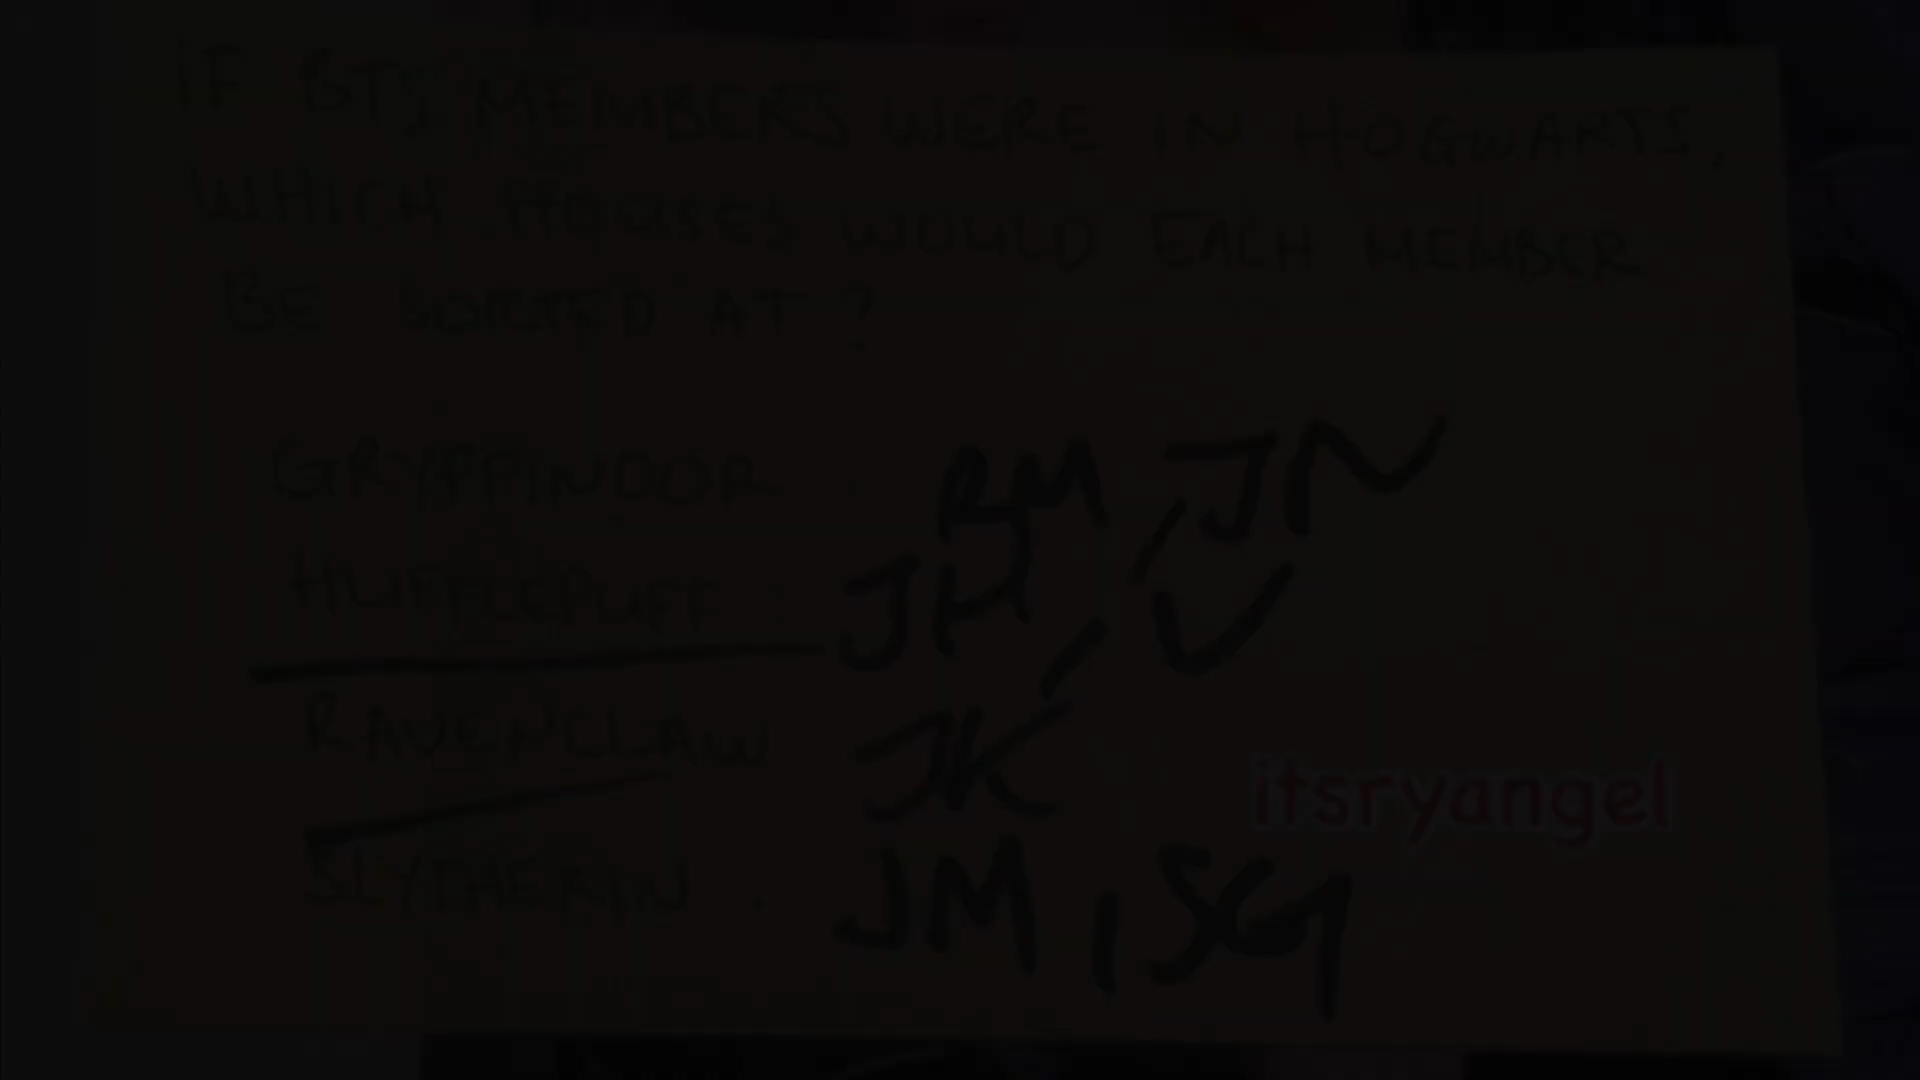 IF BTS MEMBERS WERE IN HOGWARTS,
WHICH HOUSES WOULD EACH MEMBER
BE SORTED AT?
GRYFFINDOR : RM, JN
HUFFLEPUFF : JH, V
RAVENCLAW JK
itsryangel
SLYTHERIN : JM, SG